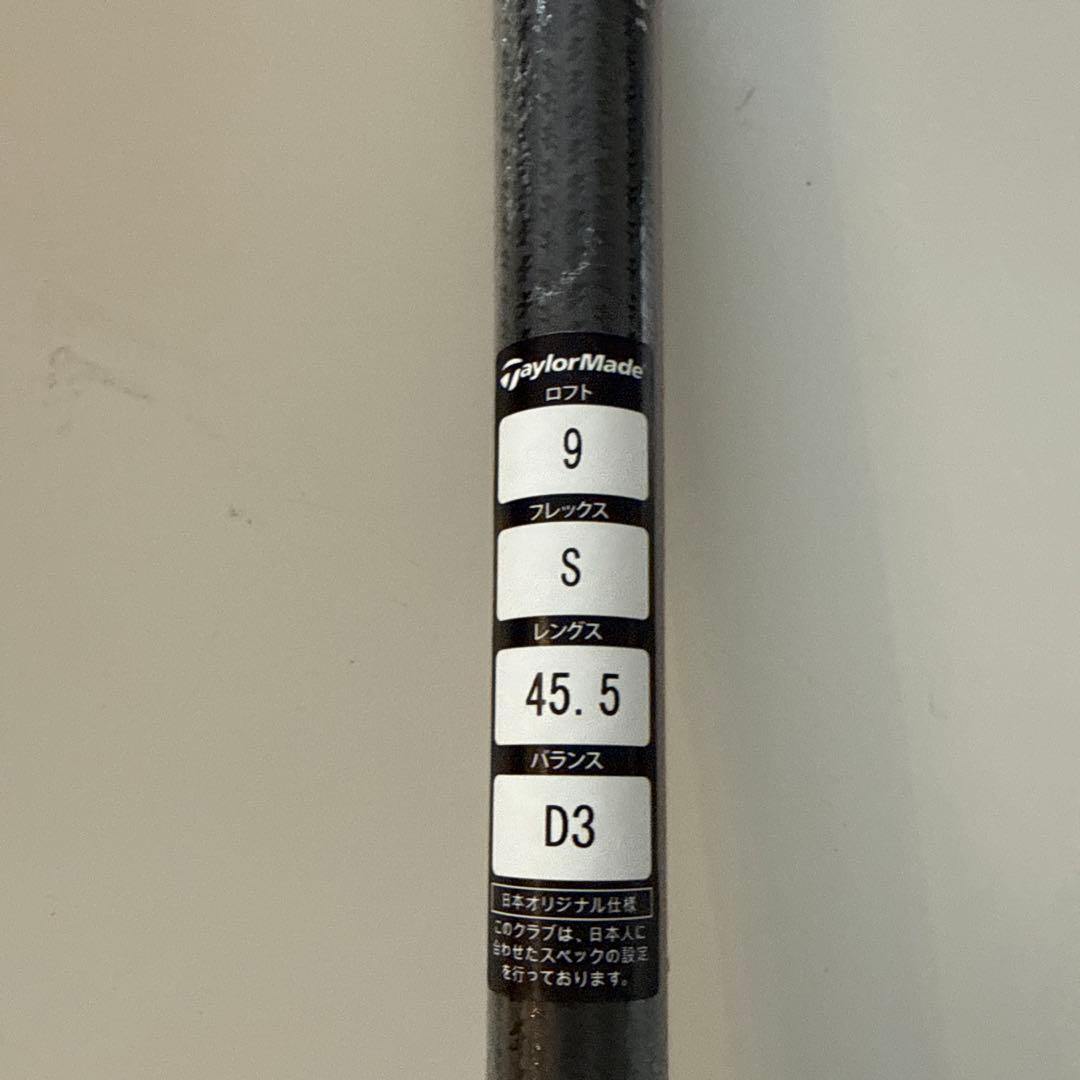 TaylorMade
ロフト
9
フレックス
S
レングス
45.5
バランス
D3
日本オリジナル仕様
このクラブは、日本人に
合わせたスペックの設定
を行っております。